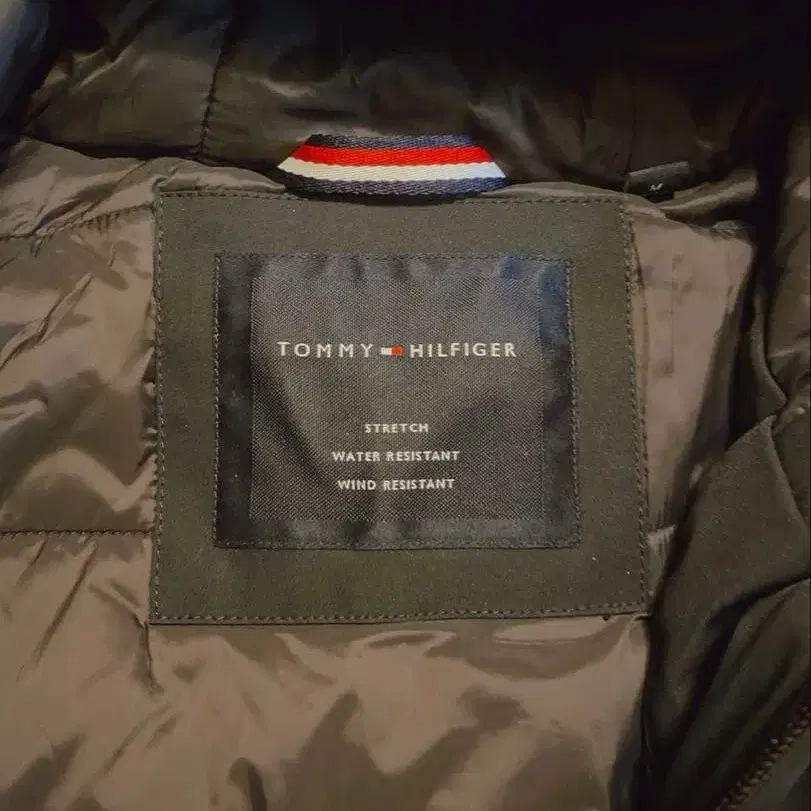 M
TOMMY HILFIGER
STRETCH
WATER RESISTANT
WIND RESISTANT